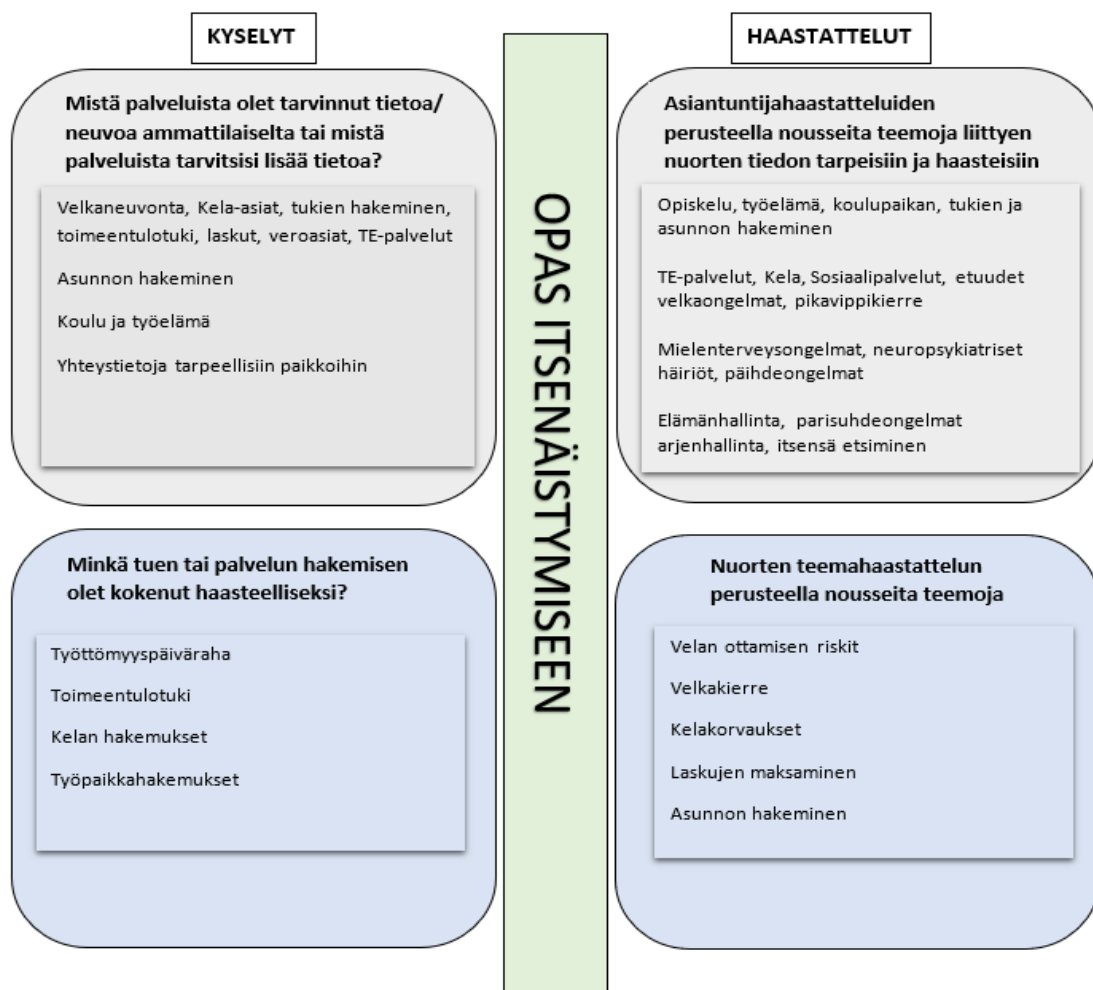 KYSELYT
Mistä palveluista olet tarvinnut tietoa/
neuvoa ammattilaiselta tai mistä
palveluista tarvitsisi lisää tietoa?
Velkaneuvonta, Kela-asiat, tukien hakeminen,
toimeentulotuki, laskut, veroasiat, TE-palvelut
Asunnon hakeminen
Koulu ja työelämä
Yhteystietoja tarpeellisiin paikkoihin
Minkä tuen tai palvelun hakemisen
olet kokenut haasteelliseksi?
Työttömyyspäiväraha
Toimeentulotuki
Kelan hakemukset
Työpaikkahakemukset
OPAS ITSENÄISTYMISEEN
HAASTATTELUT
Asiantuntijahaastatteluiden
perusteella nousseita teemoja liittyen
nuorten tiedon tarpeisiin ja haasteisiin
Opiskelu, työelämä, koulupaikan, tukien ja
asunnon hakeminen
TE-palvelut, Kela, Sosiaalipalvelut, etuudet
velkaongelmat, pikavippikierre
Mielenterveysongelmat, neuropsykiatriset
häiriöt, päihdeongelmat
Elämänhallinta, parisuhdeongelmat
arjenhallinta, itsensä etsiminen
Nuorten teemahaastattelun
perusteella nousseita teemoja
Velan ottamisen riskit
Velkakierre
Kelakorvaukset
Laskujen maksaminen
Asunnon hakeminen